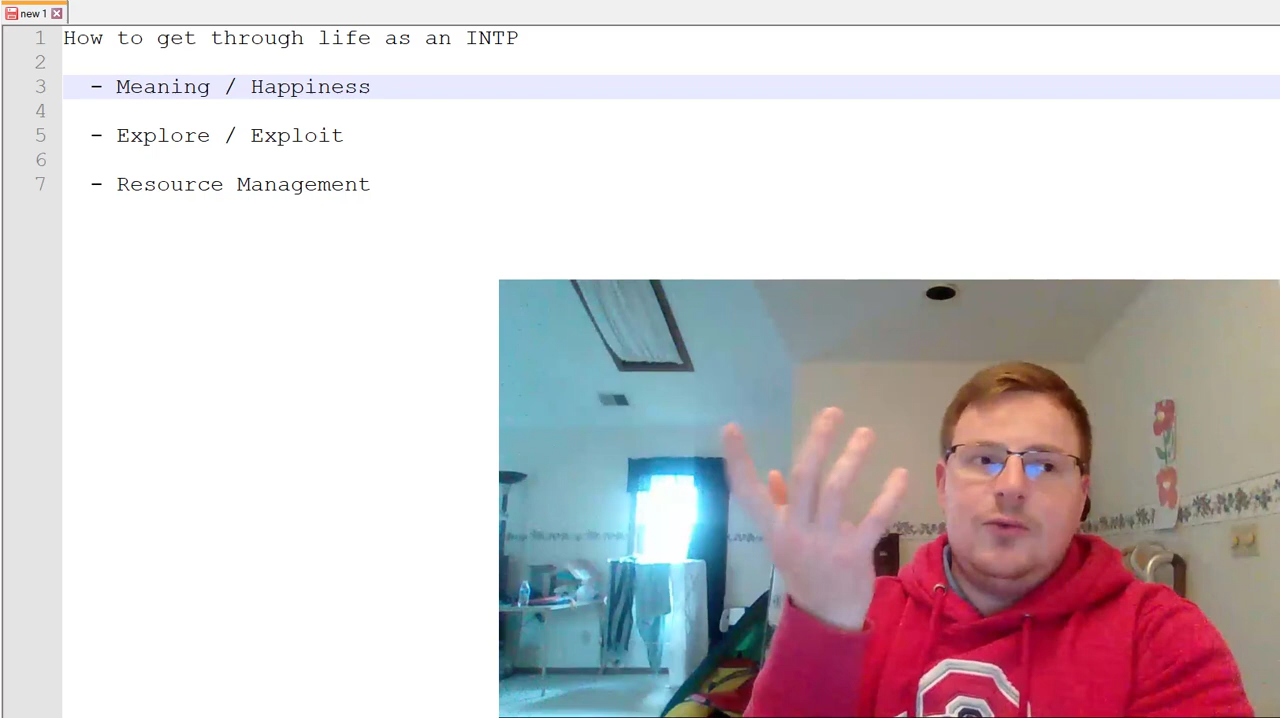 new 1
1 How to get through life as an INTP
2
3 - Meaning / Happiness
4
5 - Explore / Exploit
6
7 - Resource Management